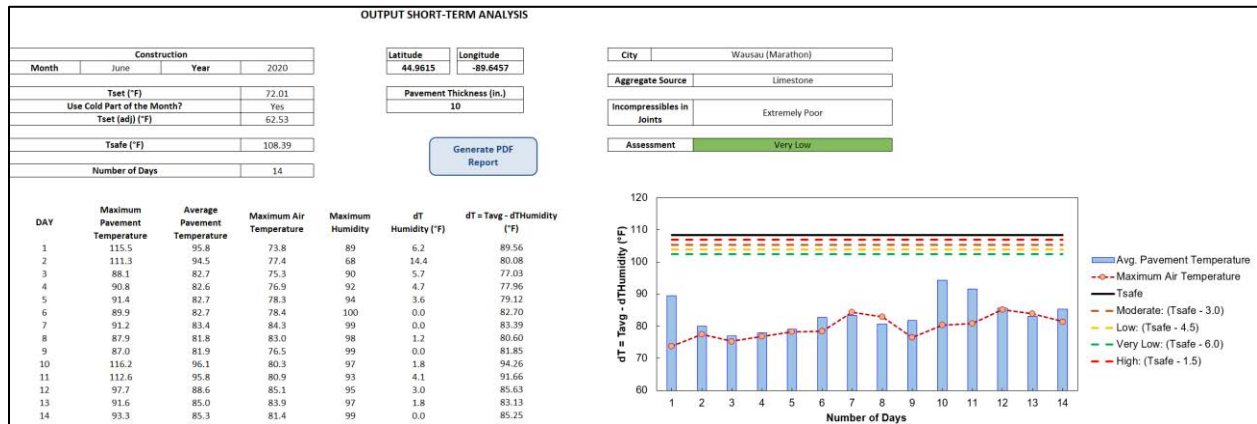 OUTPUT SHORT-TERM ANALYSIS
Construction
Month June Year 2020
Tset (°F) 72.01
Use Cold Part of the Month? Yes
Tset (adj) (°F) 62.53
Tsafe (°F) 108.39
Number of Days 14
Latitude Longitude
44.9615 -89.6457
Pavement Thickness (in.)
10
Generate PDF
Report
City Wausau (Marathon)
Aggregate Source Limestone
Incompressibles in
Joints
Extremely Poor
Assessment Very Low
DAY Maximum Pavement Temperature Average Pavement Temperature Maximum Air Temperature Maximum Humidity dT Humidity (°F) dT = Tavg - dTHumidity (°F)
1 115.5 95.8 73.8 89 6.2 89.56
2 111.3 94.5 77.4 68 14.4 80.08
3 88.1 82.7 75.3 90 5.7 77.03
4 90.8 82.6 76.9 92 4.7 77.96
5 91.4 82.7 78.3 94 3.6 79.12
6 89.9 82.7 78.4 100 0.0 82.70
7 91.2 83.4 84.3 99 0.0 83.39
8 87.9 81.8 83.0 98 1.2 80.60
9 87.0 81.9 76.5 99 0.0 81.85
10 116.2 96.1 80.3 97 1.8 94.26
11 112.6 95.8 80.9 93 4.1 91.66
12 97.7 88.6 85.1 95 3.0 85.63
13 91.6 85.0 83.9 97 1.8 83.13
14 93.3 85.3 81.4 99 0.0 85.25
dT = Tavg - dTHumidity (°F)
120
110
100
90
80
70
60
1 2 3 4 5 6 7 8 9 10 11 12 13 14
Number of Days
Avg. Pavement Temperature
Maximum Air Temperature
Tsafe
Moderate: (Tsafe - 3.0)
Low: (Tsafe - 4.5)
Very Low: (Tsafe - 6.0)
High: (Tsafe - 1.5)